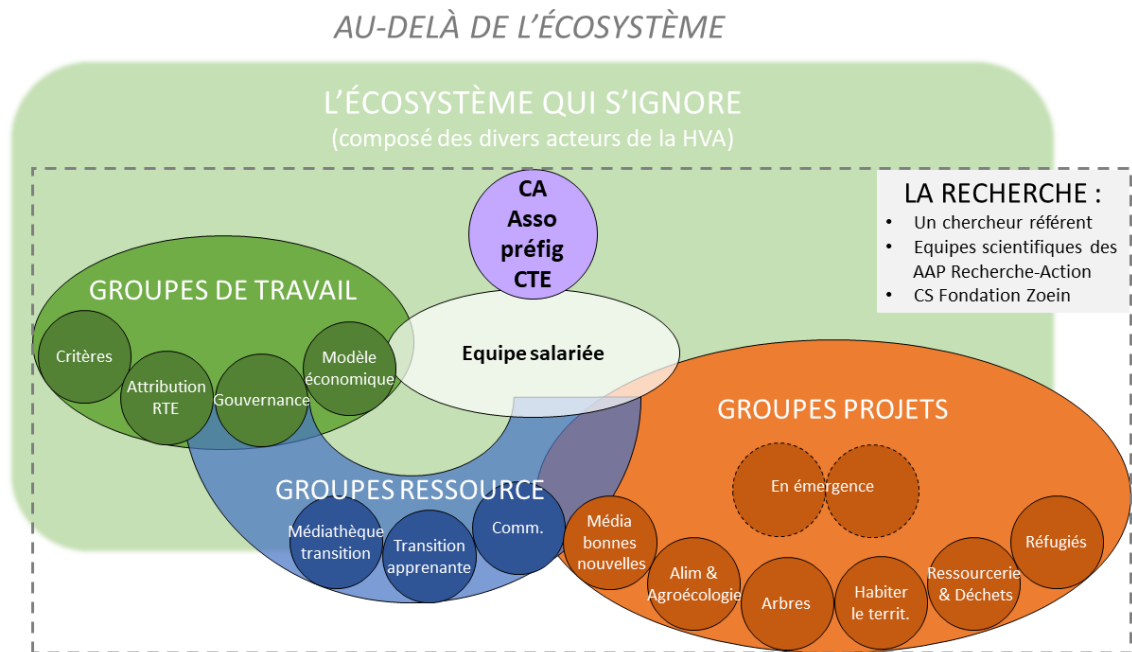 AU-DELÀ DE L'ÉCOSYSTÈME
L'ÉCOSYSTÈME QUI S'IGNORE
(composé des divers acteurs de la HVA)
CA
Asso
préfig
CTE
LA RECHERCHE :
• Un chercheur référent
• Equipes scientifiques des
AAP Recherche-Action
• CS Fondation Zoein
GROUPES DE TRAVAIL
Critères
Attribution
RTE
Gouvernance
Modèle
économique
Equipe salariée
GROUPES RESSOURCE
Médiathèque
transition
Transition
apprenante
Comm.
GROUPES PROJETS
En émergence
Média
bonnes
nouvelles
Alim &
Agroécologie
Arbres
Habiter
le territ.
Ressourcerie
& Déchets
Réfugiés